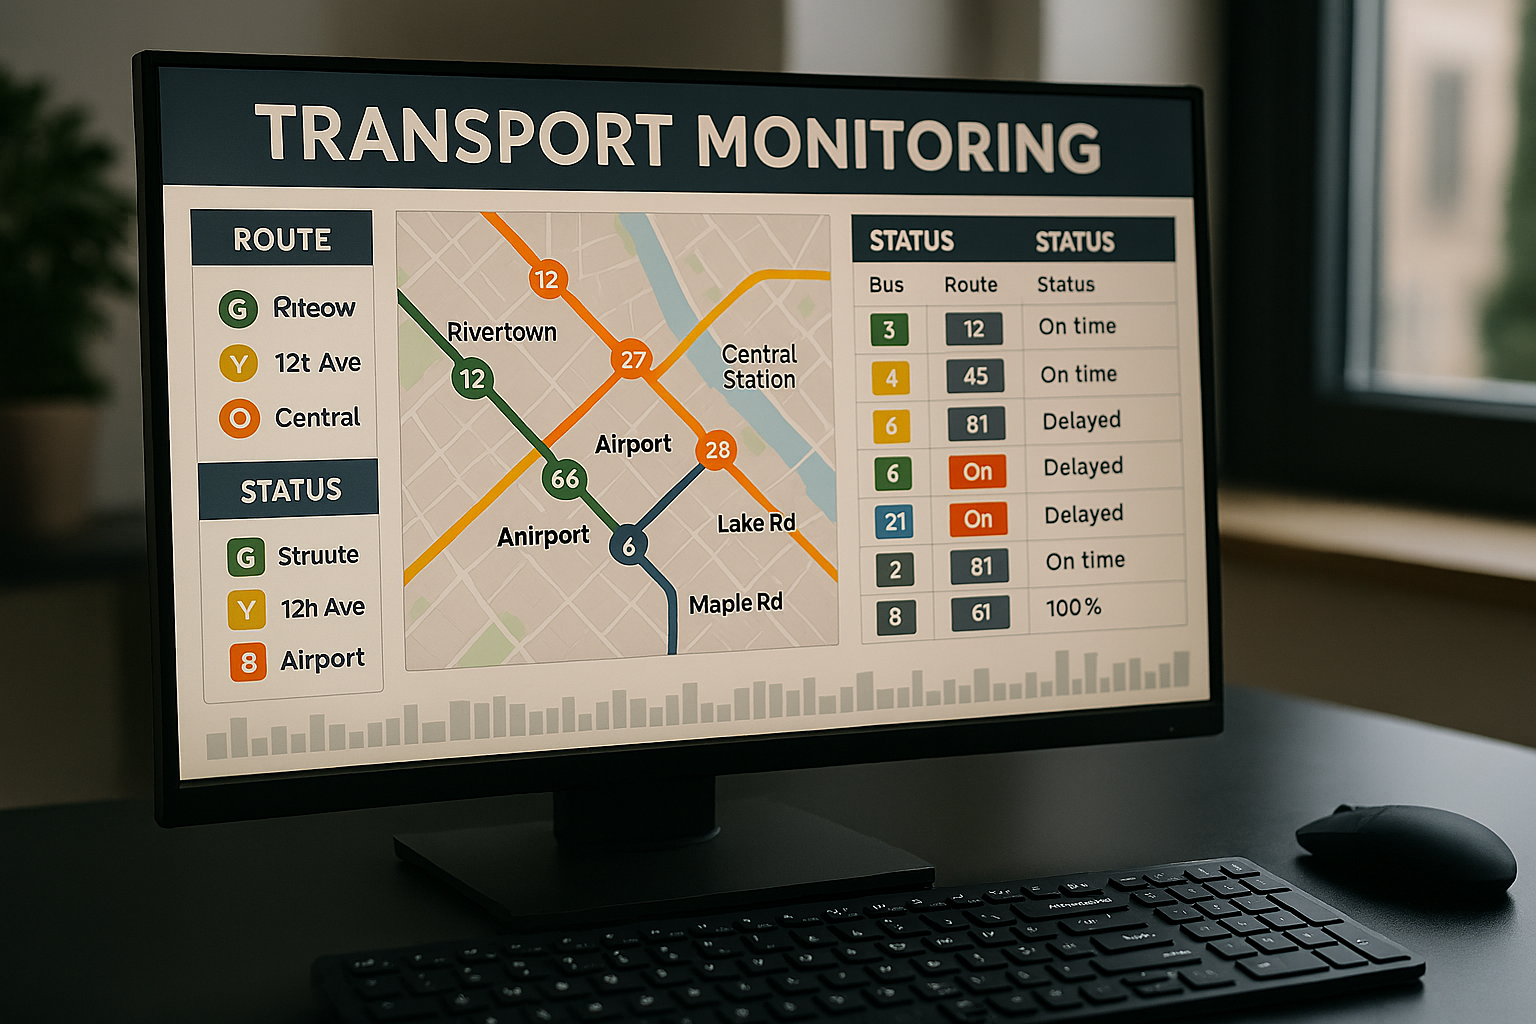 TRANSPORT MONITORING
ROUTE
G Riteow
Y 12t Ave
O Central
STATUS
G Struute
Y 12h Ave
8 Airport
12
27
Rivertown
12
Central
Station
Airport
28
66
Anirport
6
Lake Rd
Maple Rd
STATUS STATUS
Bus Route Status
3 12 On time
4 45 On time
6 81 Delayed
6 On Delayed
21 On Delayed
2 81 On time
8 61 100%